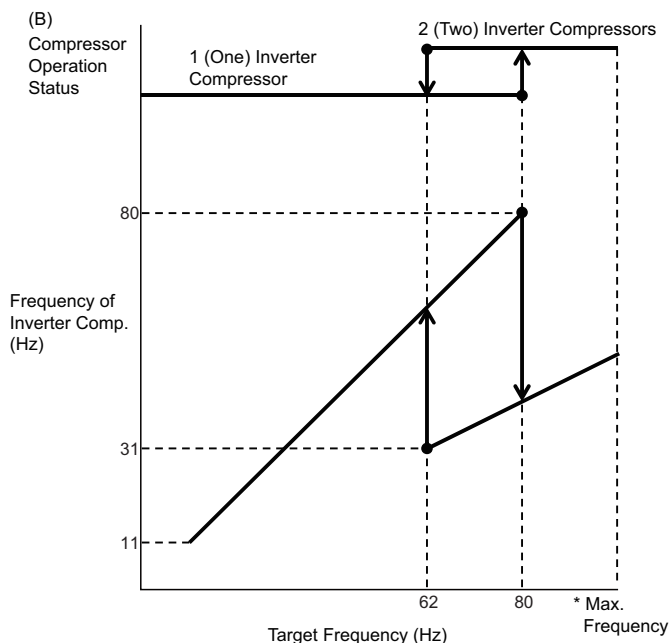 (B)
Compressor
Operation
Status
1 (One) Inverter
Compressor
2 (Two) Inverter Compressors
80
Frequency of
Inverter Comp.
(Hz)
31
11
62
80
* Max.
Frequency
Target Frequency (Hz)